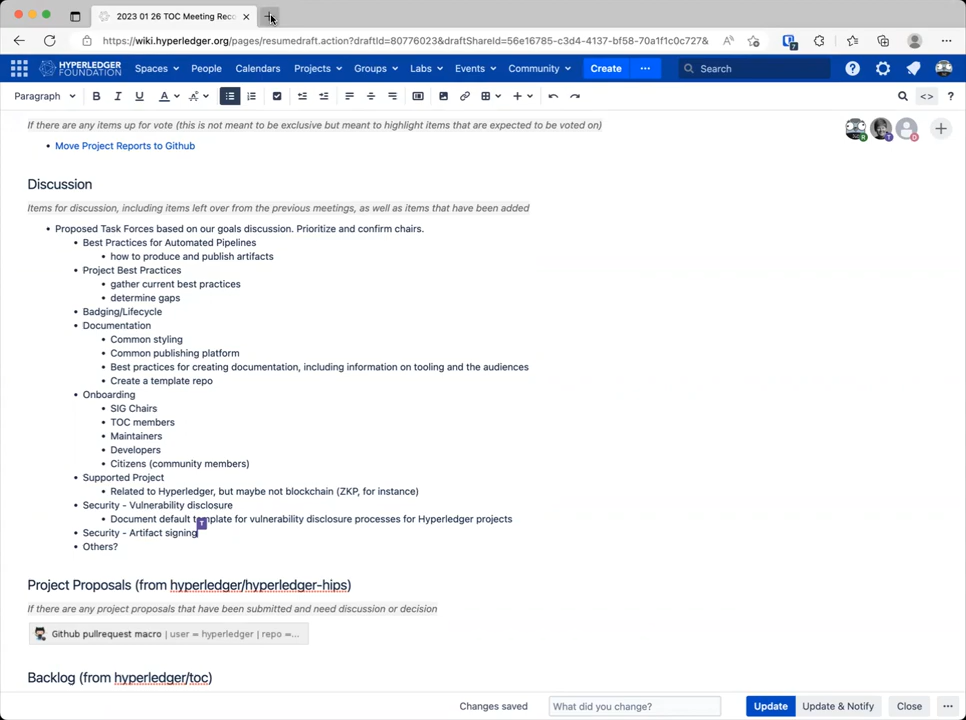 2023 01 26 TOC Meeting Reco
https://wiki.hyperledger.org/pages/resumedraft.action?draftId=80776023&draftShareId=56e16785-c3d4-4137-bf58-70a1f1c0c727&
HYPERLEDGER FOUNDATION Spaces People Calendars Projects Groups Labs Events Community Create ... Search
Paragraph B I U A
If there are any items up for vote (this is not meant to be exclusive but meant to highlight items that are expected to be voted on)
• Move Project Reports to Github
Discussion
Items for discussion, including items left over from the previous meetings, as well as items that have been added
• Proposed Task Forces based on our goals discussion. Prioritize and confirm chairs.
• Best Practices for Automated Pipelines
• how to produce and publish artifacts
• Project Best Practices
• gather current best practices
• determine gaps
• Badging/Lifecycle
• Documentation
• Common styling
• Common publishing platform
• Best practices for creating documentation, including information on tooling and the audiences
• Create a template repo
• Onboarding
• SIG Chairs
• TOC members
• Maintainers
• Developers
• Citizens (community members)
• Supported Project
• Related to Hyperledger, but maybe not blockchain (ZKP, for instance)
• Security - Vulnerability disclosure
• Document default template for vulnerability disclosure processes for Hyperledger projects
• Security - Artifact signing
• Others?
Project Proposals (from hyperledger/hyperledger-hips)
If there are any project proposals that have been submitted and need discussion or decision
Github pullrequest macro | user = hyperledger | repo =...
Backlog (from hyperledger/toc)
Changes saved What did you change? Update Update & Notify Close ...